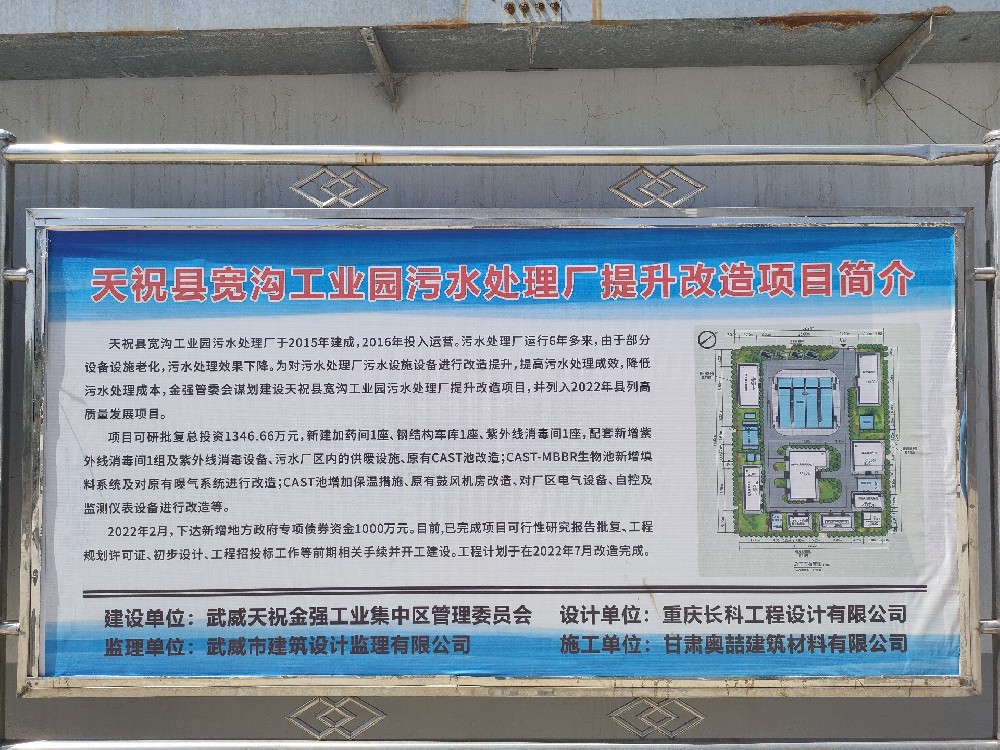 天祝县宽沟工业园污水处理厂提升改造项目简介
天祝县宽沟工业园污水处理厂于2015年建成,2016年投入运营。污水处理厂运行6年多来,由于部分
设备设施老化,污水处理效果下降。为对污水处理厂污水设施设备进行改造提升,提高污水处理成效,降低
污水处理成本,金强管委会谋划建设天祝县宽沟工业园污水处理厂提升改造项目,并列入2022年县列高
质量发展项目。
项目可研批复总投资1346.66万元,新建加药间1座、钢结构车库1座、紫外线消毒间1座,配套新增紫
外线消毒间1组及紫外线消毒设备、污水厂区内的供暖设施、原有CAST池改造;CAST-MBBR生物池新增填
料系统及对原有曝气系统进行改造;CAST池增加保温措施、原有鼓风机房改造、对厂区电气设备、自控及
监测仪表设备进行改造等。
2022年2月,下达新增地方政府专项债券资金1000万元。目前,已完成项目可行性研究报告批复、工程
规划许可证、初步设计、工程招投标工作等前期相关手续并开工建设。工程计划于在2022年7月改造完成。
建设单位:武威天祝金强工业集中区管理委员会 设计单位:重庆长科工程设计有限公司
监理单位:武威市建筑设计监理有限公司 施工单位:甘肃奥喆建筑材料有限公司